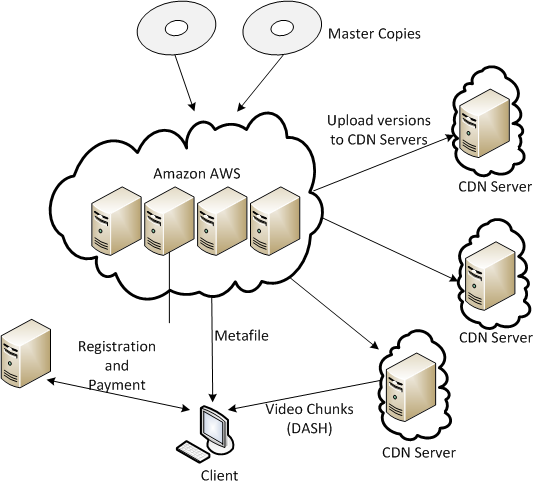 Master Copies
Upload versions
to CDN Servers
Amazon AWS
CDN Server
CDN Server
Metafile
Registration
and
Payment
Video Chunks
(DASH)
CDN Server
Client